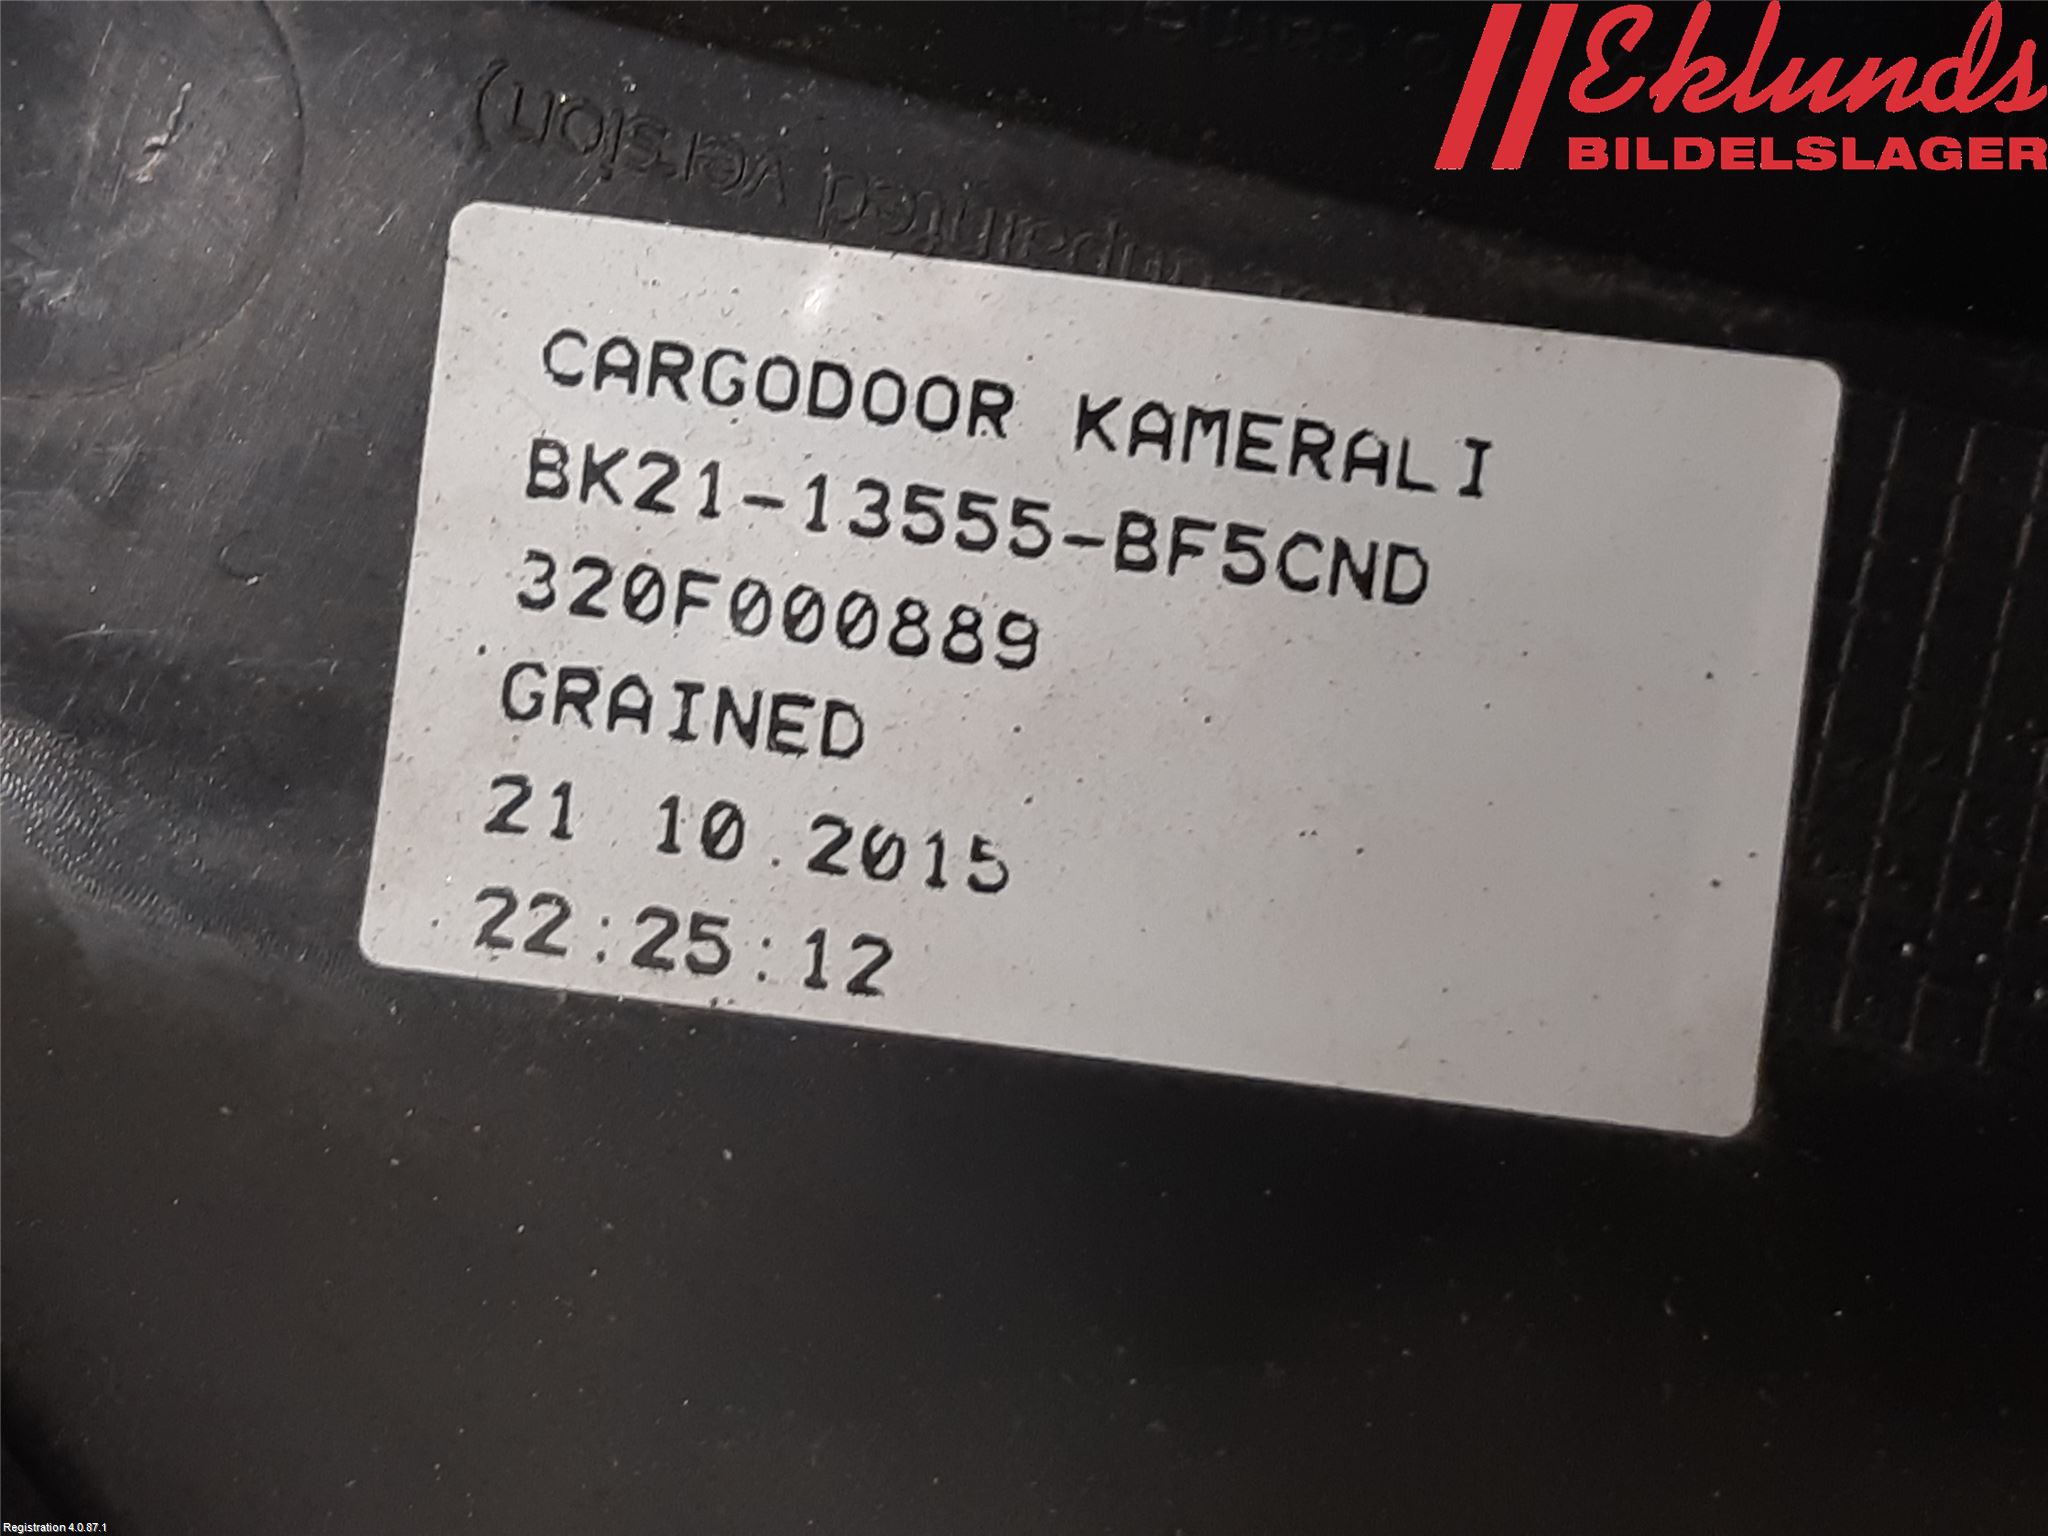 Eklunds
BILDELSLAGER
version)
CARGODOOR KAMERALI
BK21-13555-BF5CND
320F000889
GRAINED
21 10.2015
22:25:12
Registration 4.0.87.1